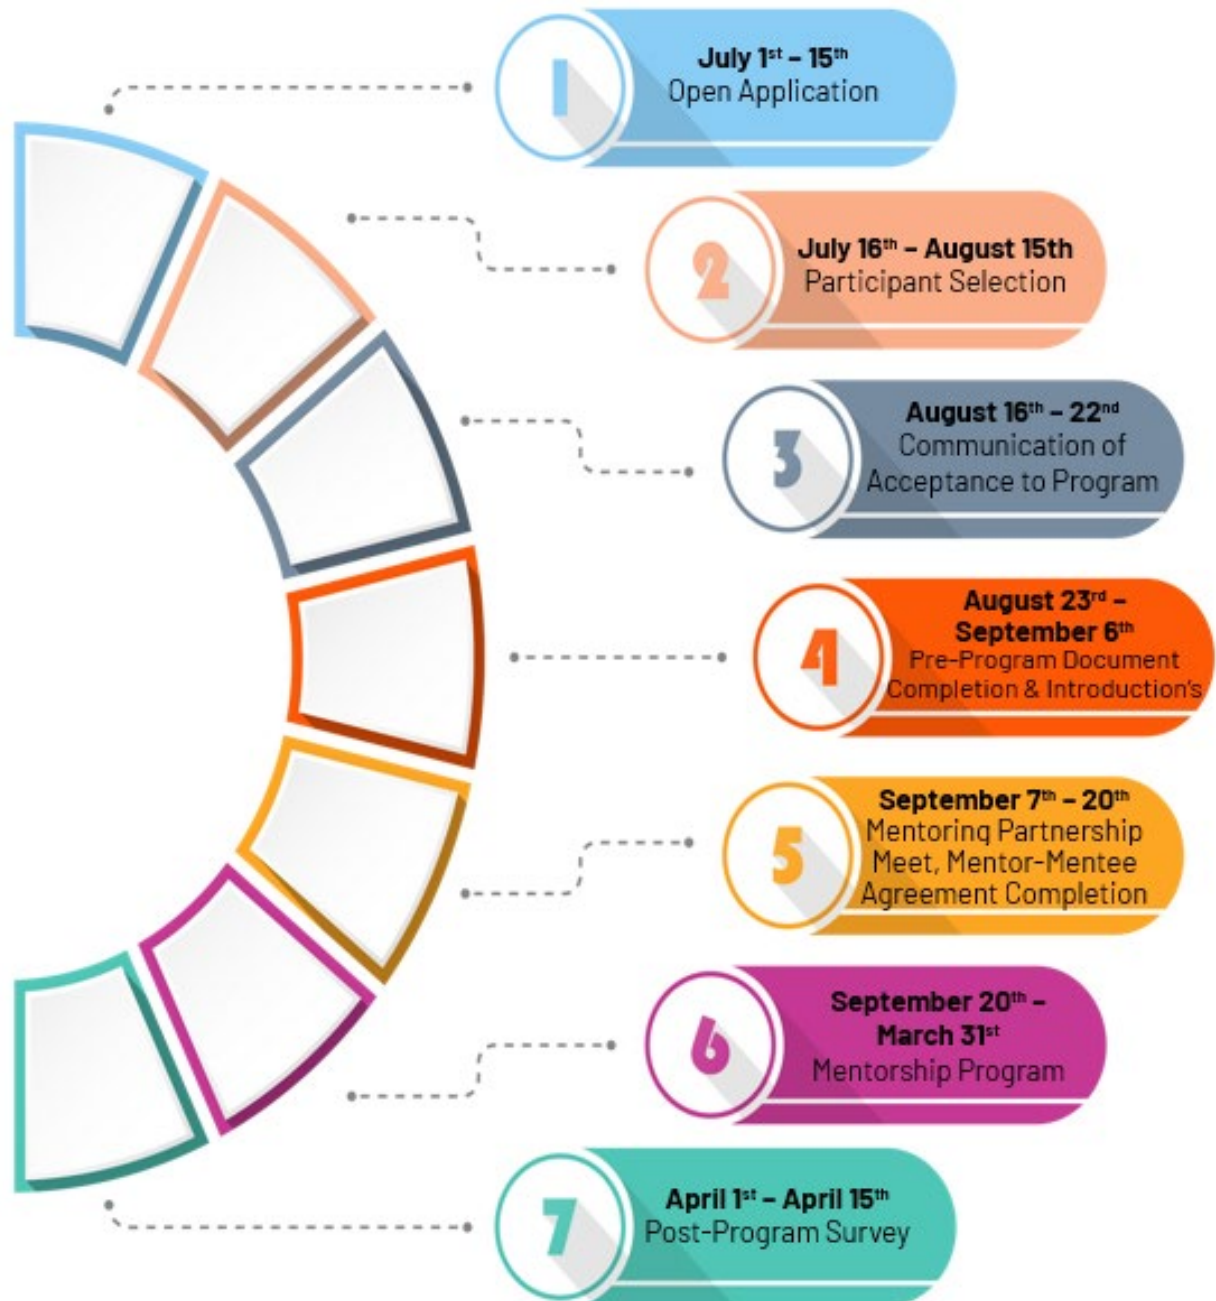 1
July 1st – 15th
Open Application
2
July 16th – August 15th
Participant Selection
3
August 16th – 22nd
Communication of
Acceptance to Program
4
August 23rd –
September 6th
Pre-Program Document
Completion & Introduction's
5
September 7th – 20th
Mentoring Partnership
Meet, Mentor-Mentee
Agreement Completion
6
September 20th –
March 31st
Mentorship Program
7
April 1st – April 15th
Post-Program Survey